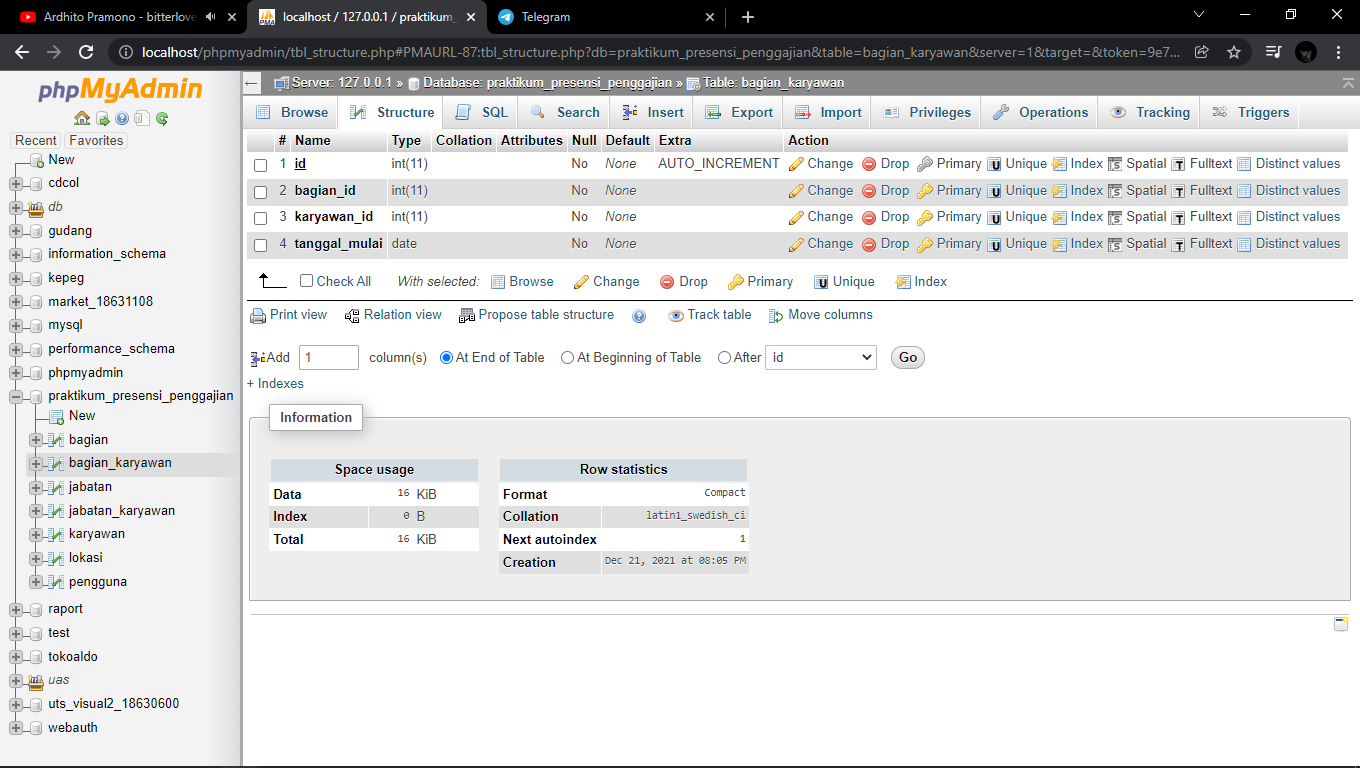 Ardhito Pramono - bitterlove
localhost / 127.0.0.1 / praktikum_
Telegram
localhost/phpmyadmin/tbl_structure.php#PMAURL-87:tbl_structure.php?db=praktikum_presensi_penggajian&table=bagian_karyawan&server=1&target=&token=9e7...
phpMyAdmin
Recent Favorites
New
cdcol
db
gudang
information_schema
kepeg
market_18631108
mysql
performance_schema
phpmyadmin
praktikum_presensi_penggajian
New
bagian
bagian_karyawan
jabatan
jabatan_karyawan
karyawan
lokasi
pengguna
raport
test
tokoaldo
uas
uts_visual2_18630600
webauth
Server: 127.0.0.1 » Database: praktikum_presensi_penggajian » Table: bagian_karyawan
Browse Structure SQL Search Insert Export Import Privileges Operations Tracking Triggers
# Name Type Collation Attributes Null Default Extra Action
1 id int(11) No None AUTO_INCREMENT Change Drop Primary Unique Index Spatial Fulltext Distinct values
2 bagian_id int(11) No None Change Drop Primary Unique Index Spatial Fulltext Distinct values
3 karyawan_id int(11) No None Change Drop Primary Unique Index Spatial Fulltext Distinct values
4 tanggal_mulai date No None Change Drop Primary Unique Index Spatial Fulltext Distinct values
Check All With selected: Browse Change Drop Primary Unique Index
Print view Relation view Propose table structure Track table Move columns
Add 1 column(s) At End of Table At Beginning of Table After id Go
+ Indexes
Information
Space usage
Data 16 KiB
Index 0 B
Total 16 KiB
Row statistics
Format Compact
Collation latin1_swedish_ci
Next autoindex 1
Creation Dec 21, 2021 at 08:05 PM